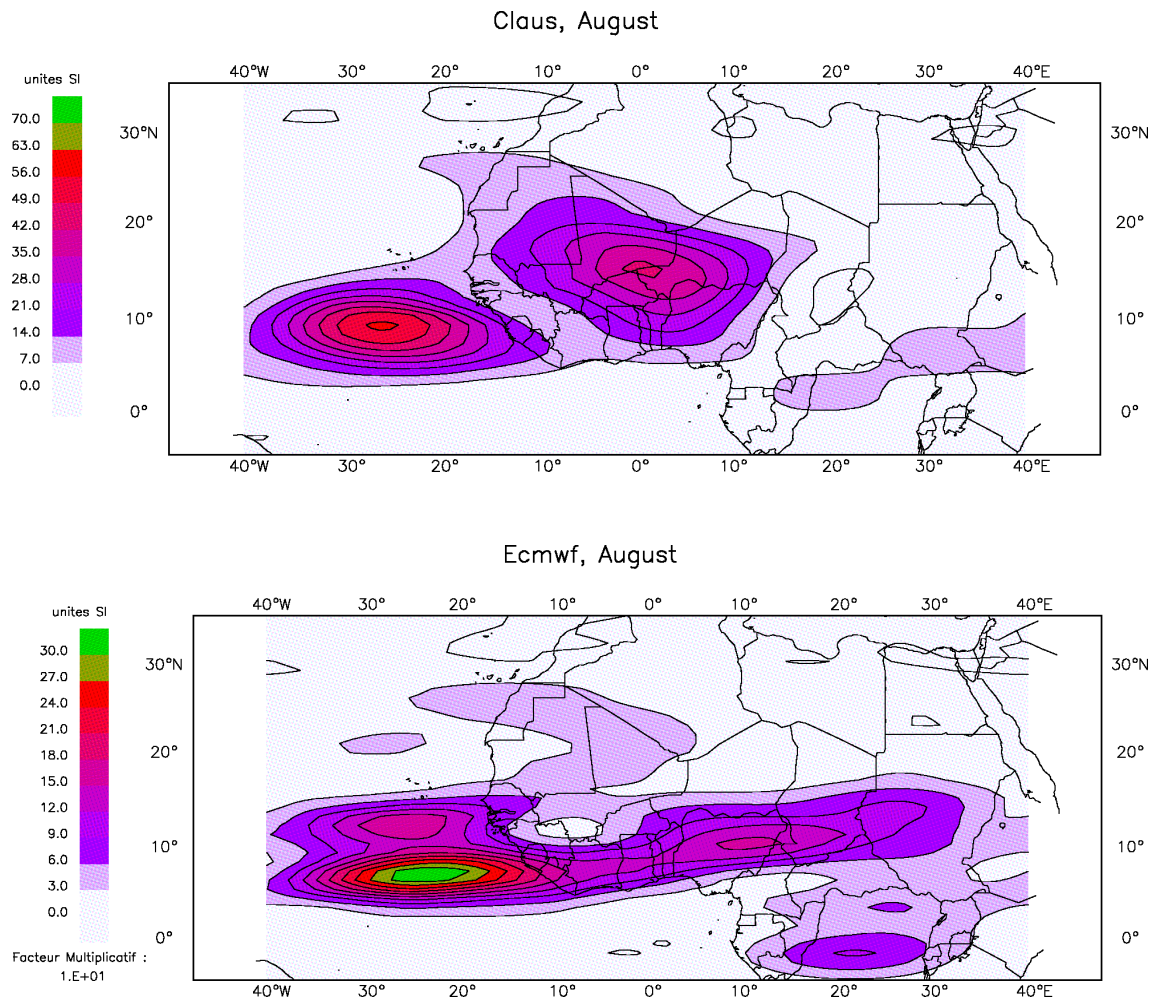 Claus, August
40°W 30° 20° 10° 0° 10° 20° 30° 40°E
unites SI
70.0
63.0
56.0
49.0
42.0
35.0
28.0
21.0
14.0
7.0
0.0
30°N 30°N
20° 20°
10° 10°
0° 0°
40°W 30° 20° 10° 0° 10° 20° 30° 40°E
Ecmwf, August
40°W 30° 20° 10° 0° 10° 20° 30° 40°E
unites SI
30.0
27.0
24.0
21.0
18.0
15.0
12.0
9.0
6.0
3.0
0.0
Facteur Multiplicatif :
1.E+01
30°N 30°N
20° 20°
10° 10°
0° 0°
40°W 30° 20° 10° 0° 10° 20° 30° 40°E